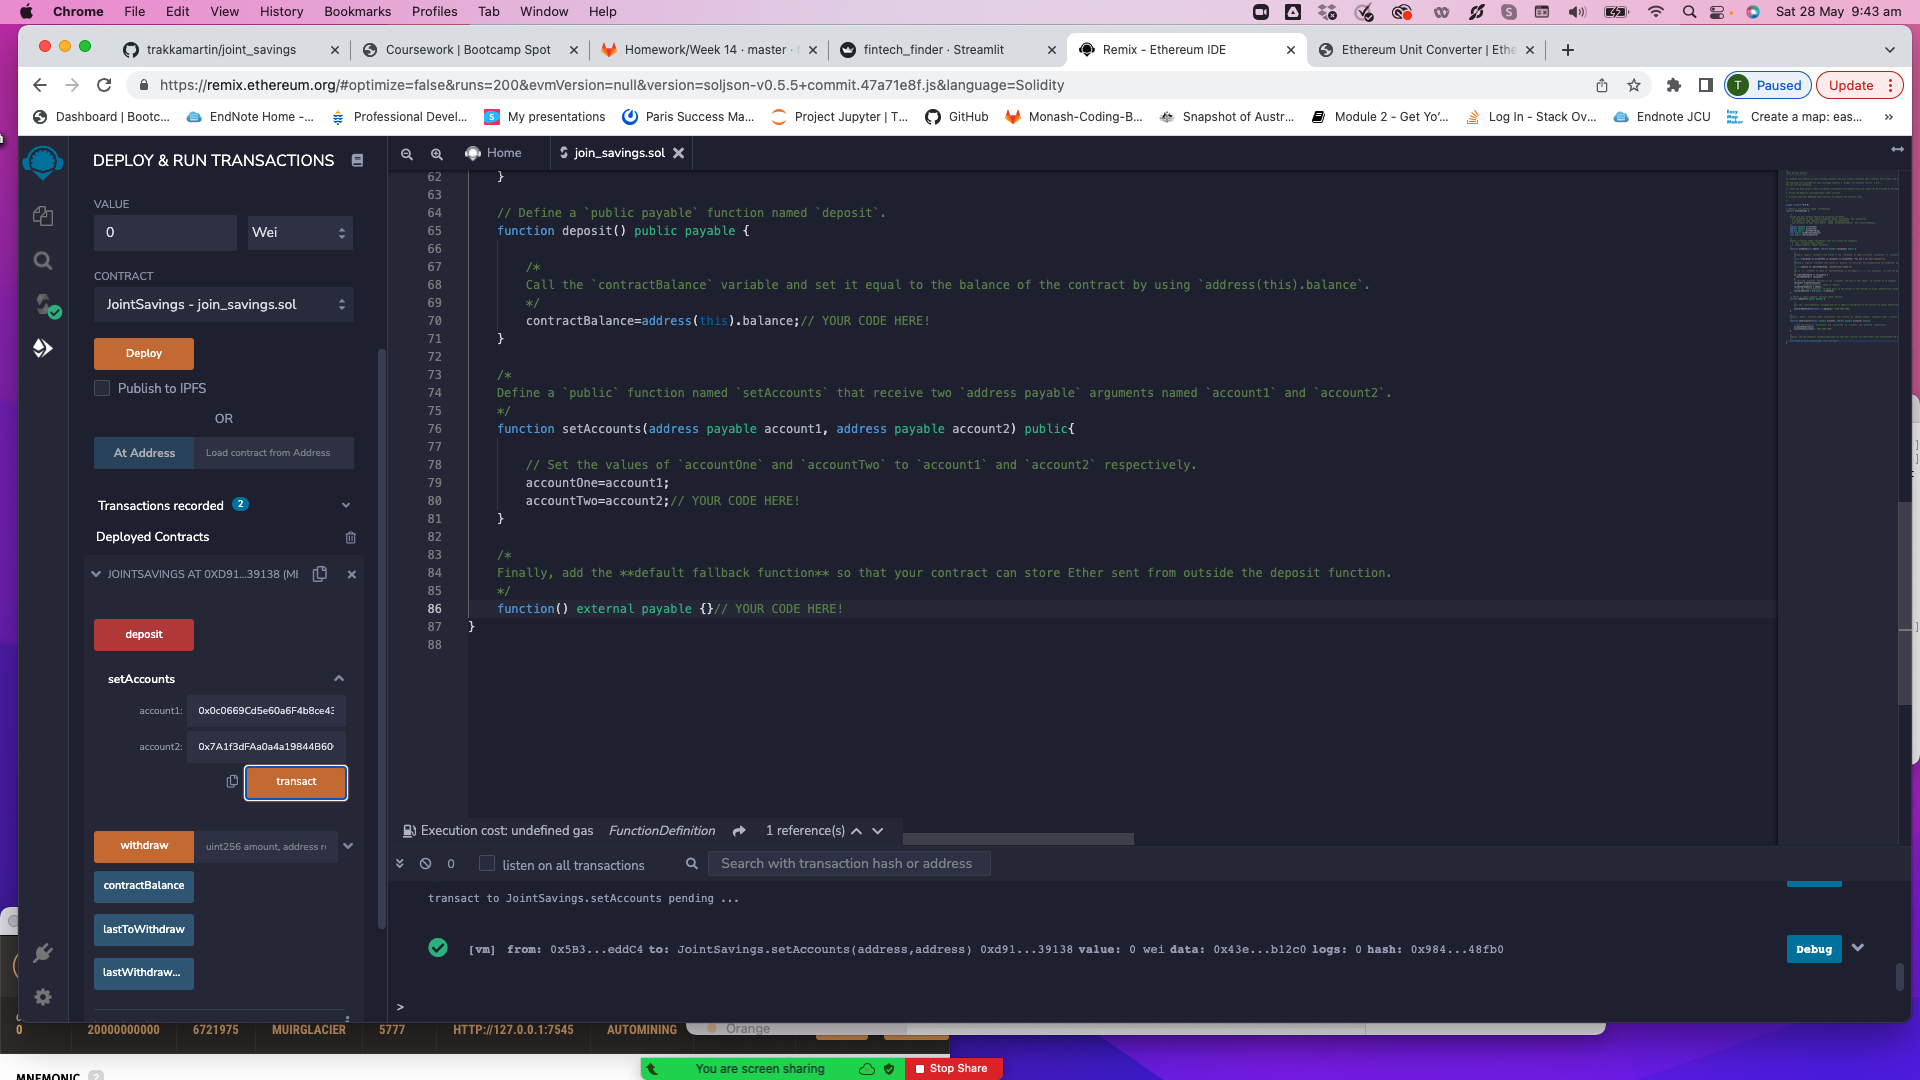 Chrome File Edit View History Bookmarks Profiles Tab Window Help
Sat 28 May 9:43 am
trakkamartin/joint_savings
Coursework | Bootcamp Spot
Homework/Week 14 · master ·
fintech_finder · Streamlit
Remix - Ethereum IDE
Ethereum Unit Converter | Ethe
https://remix.ethereum.org/#optimize=false&runs=200&evmVersion=null&version=soljson-v0.5.5+commit.47a71e8f.js&language=Solidity
T Paused
Update
Dashboard | Bootc...
EndNote Home -...
Professional Devel...
My presentations
Paris Success Ma...
Project Jupyter | T...
GitHub
Monash-Coding-B...
Snapshot of Austr...
Module 2 - Get Yo'...
Log In - Stack Ov...
Endnote JCU
Create a map: eas...
»
DEPLOY & RUN TRANSACTIONS
VALUE
0
Wei
CONTRACT
JointSavings - join_savings.sol
Deploy
Publish to IPFS
OR
At Address
Load contract from Address
Transactions recorded 2
Deployed Contracts
JOINTSAVINGS AT 0XD91...39138 (ME
deposit
setAccounts
account1: 0x0c0669Cd5e60a6F4b8ce43
account2: 0x7A1f3dFAa0a4a19844B60
transact
withdraw
uint256 amount, address re
contractBalance
lastToWithdraw
lastWithdraw...
Home
join_savings.sol
62 }
63
64 // Define a `public payable` function named `deposit`.
65 function deposit() public payable {
66
67 /*
68 Call the `contractBalance` variable and set it equal to the balance of the contract by using `address(this).balance`.
69 */
70 contractBalance=address(this).balance;// YOUR CODE HERE!
71 }
72
73 /*
74 Define a `public` function named `setAccounts` that receive two `address payable` arguments named `account1` and `account2`.
75 */
76 function setAccounts(address payable account1, address payable account2) public{
77
78 // Set the values of `accountOne` and `accountTwo` to `account1` and `account2` respectively.
79 accountOne=account1;
80 accountTwo=account2;// YOUR CODE HERE!
81 }
82
83 /*
84 Finally, add the **default fallback function** so that your contract can store Ether sent from outside the deposit function.
85 */
86 function() external payable {}// YOUR CODE HERE!
87 }
88
Execution cost: undefined gas FunctionDefinition 1 reference(s)
0 listen on all transactions
Search with transaction hash or address
transact to JointSavings.setAccounts pending ...
[vm] from: 0x5B3...eddC4 to: JointSavings.setAccounts(address,address) 0xd91...39138 value: 0 wei data: 0x43e...b12c0 logs: 0 hash: 0x984...48fb0
Debug
>
0 20000000000 6721975 MUIRGLACIER 5777 HTTP://127.0.0.1:7545 AUTOMINING
Orange
You are screen sharing
Stop Share
MNEMONIC ?